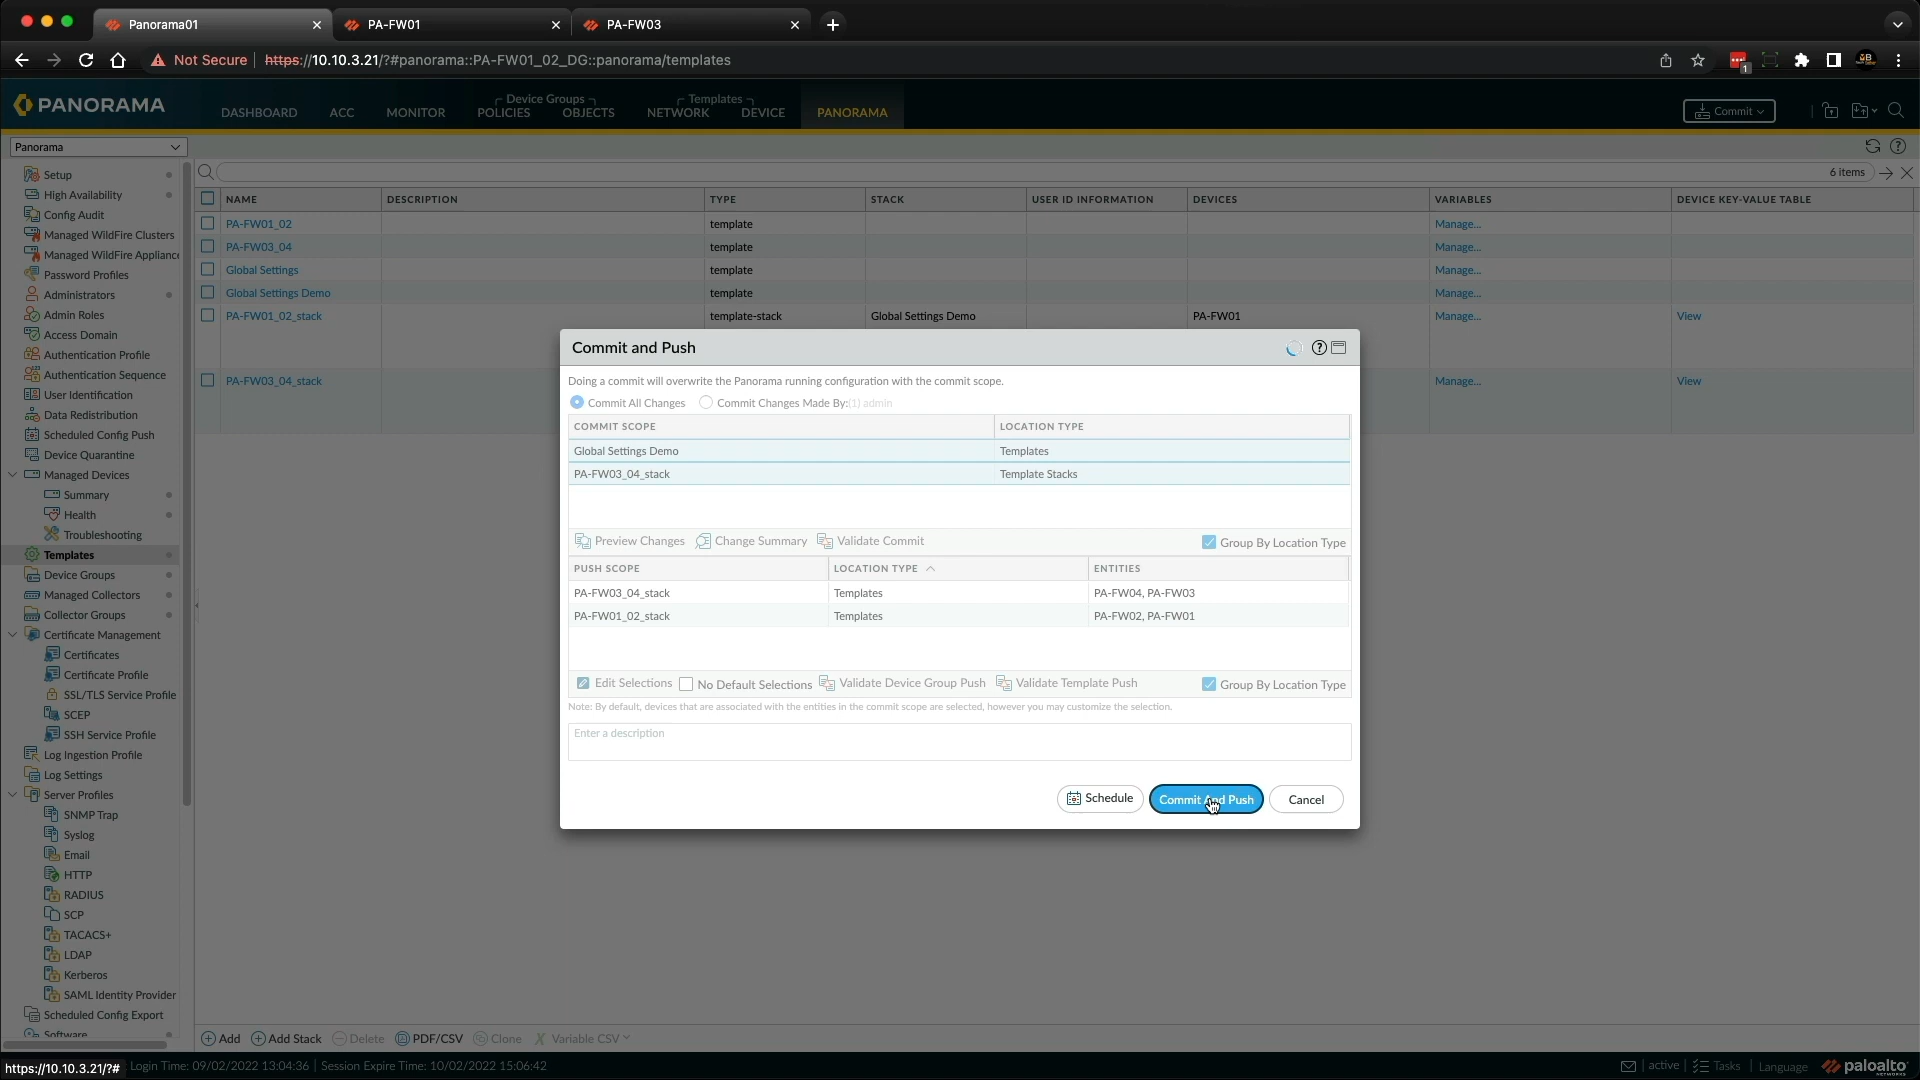 Panorama01
PA-FW01
PA-FW03
Not Secure https://10.10.3.21/?#panorama::PA-FW01_02_DG::panorama/templates
1
PANORAMA
DASHBOARD ACC MONITOR
Device Groups
POLICIES OBJECTS
Templates
NETWORK DEVICE
PANORAMA
Commit
Panorama
6 items
Setup
High Availability
Config Audit
Managed WildFire Clusters
Managed WildFire Appliance
Password Profiles
Administrators
Admin Roles
Access Domain
Authentication Profile
Authentication Sequence
User Identification
Data Redistribution
Scheduled Config Push
Device Quarantine
Managed Devices
Summary
Health
Troubleshooting
Templates
Device Groups
Managed Collectors
Collector Groups
Certificate Management
Certificates
Certificate Profile
SSL/TLS Service Profile
SCEP
SSH Service Profile
Log Ingestion Profile
Log Settings
Server Profiles
SNMP Trap
Syslog
Email
HTTP
RADIUS
SCP
TACACS+
LDAP
Kerberos
SAML Identity Provider
Scheduled Config Export
Software
NAME DESCRIPTION TYPE STACK USER ID INFORMATION DEVICES VARIABLES DEVICE KEY-VALUE TABLE
PA-FW01_02 template Manage...
PA-FW03_04 template Manage...
Global Settings template Manage...
Global Settings Demo template Manage...
PA-FW01_02_stack template-stack Global Settings Demo PA-FW01 Manage... View
PA-FW03_04_stack Manage... View
Commit and Push
Doing a commit will overwrite the Panorama running configuration with the commit scope.
Commit All Changes Commit Changes Made By:(1) admin
COMMIT SCOPE LOCATION TYPE
Global Settings Demo Templates
PA-FW03_04_stack Template Stacks
Preview Changes Change Summary Validate Commit Group By Location Type
PUSH SCOPE LOCATION TYPE ENTITIES
PA-FW03_04_stack Templates PA-FW04, PA-FW03
PA-FW01_02_stack Templates PA-FW02, PA-FW01
Edit Selections No Default Selections Validate Device Group Push Validate Template Push Group By Location Type
Note: By default, devices that are associated with the entities in the commit scope are selected, however you may customize the selection.
Enter a description
Schedule Commit And Push Cancel
Add Add Stack Delete PDF/CSV Clone Variable CSV
https://10.10.3.21/?# Login Time: 09/02/2022 13:04:36 | Session Expire Time: 10/02/2022 15:06:42
active Tasks Language paloalto NETWORKS